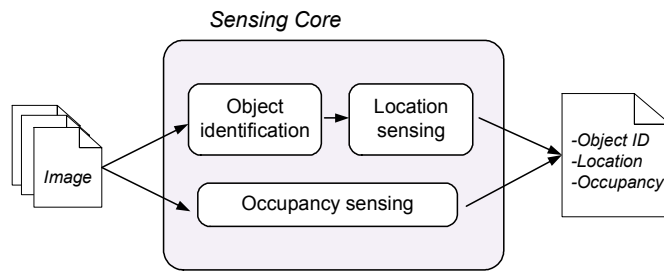 Sensing Core
Object
identification
Location
sensing
Image
Occupancy sensing
-Object ID
-Location
-Occupancy